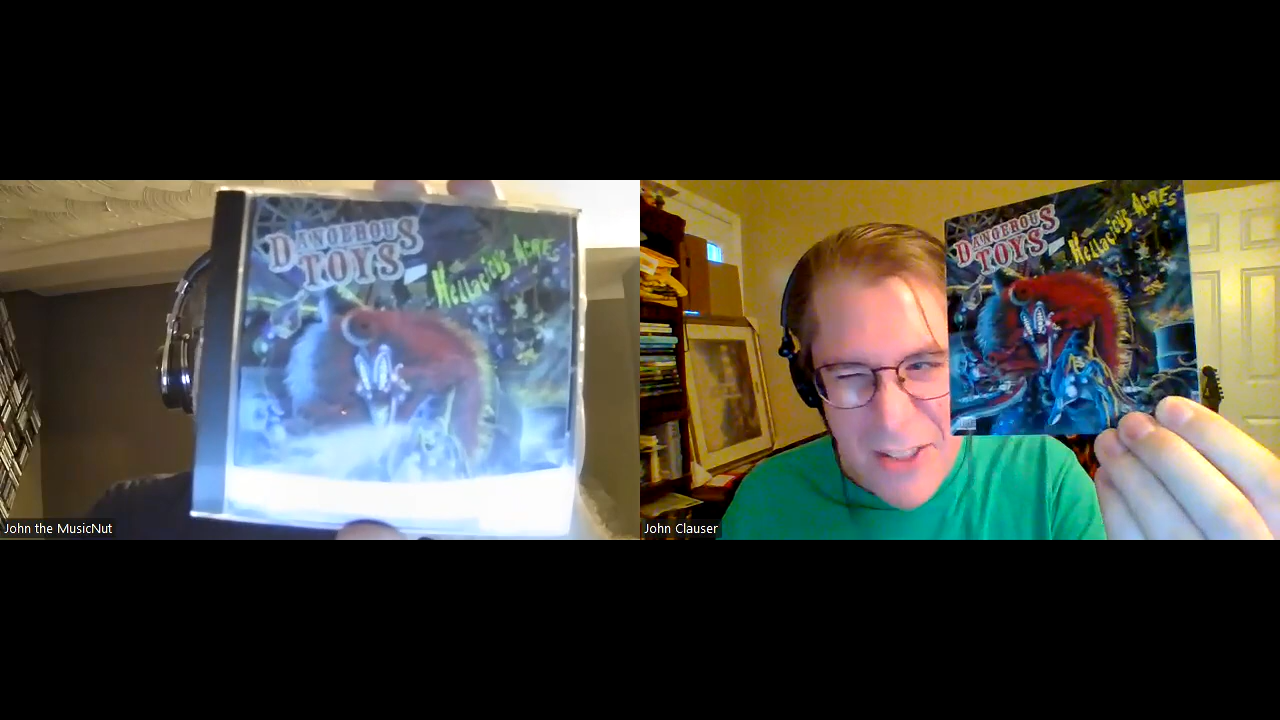 DANGEROUS
TOYS
HELLACIOUS ACRES
John the MusicNut
DANGEROUS
TOYS
HELLACIOUS ACRES
John Clauser